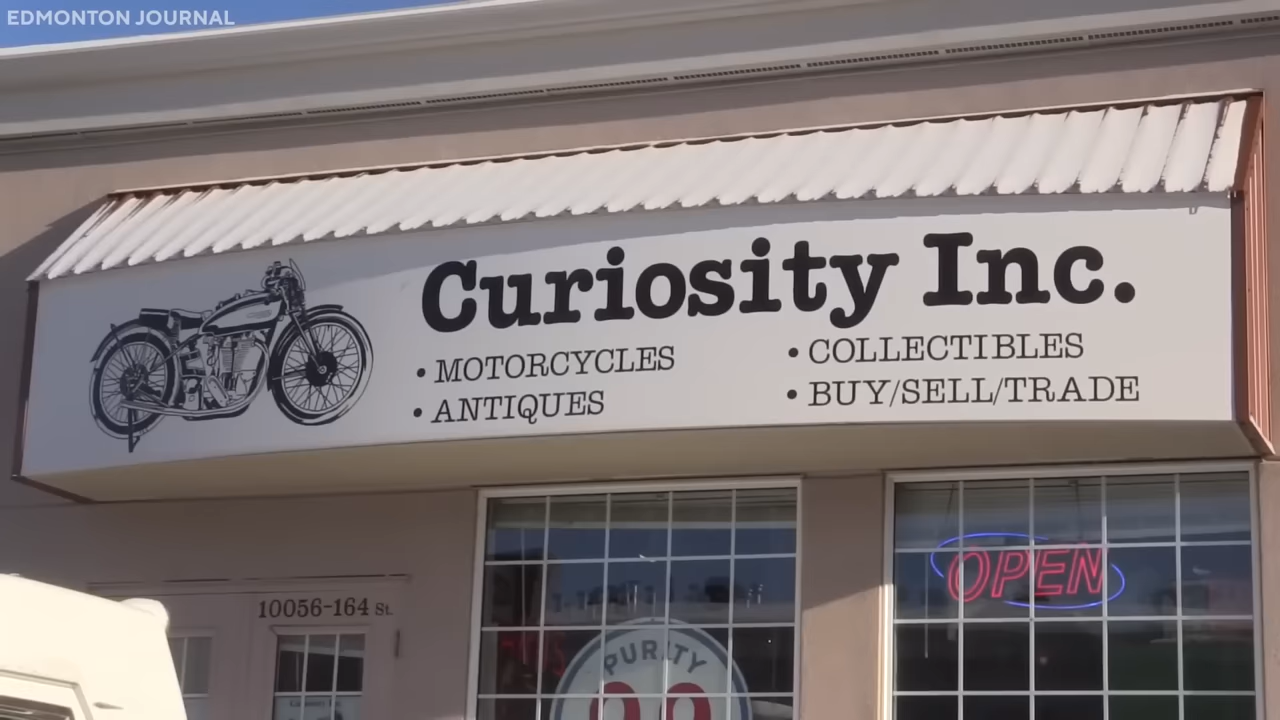 EDMONTON JOURNAL
Curiosity Inc.
• MOTORCYCLES
• ANTIQUES
• COLLECTIBLES
• BUY/SELL/TRADE
OPEN
10056-164 St.
PURITY